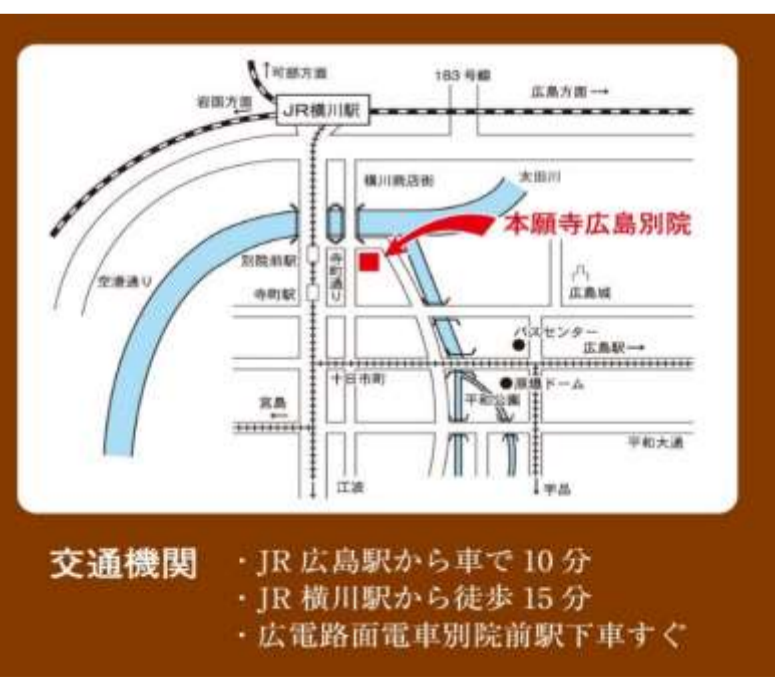 可部方面
183号線
岩国方面
広島方面
JR横川駅
横川商店街
太田川
本願寺広島別院
別院前駅
寺町通り
空港通り
寺町駅
広島城
バスセンター
広島駅
十日市町
原爆ドーム
平和公園
宮島
平和大通
江波
宇品
交通機関
・JR 広島駅から車で 10 分
・JR 横川駅から徒歩 15 分
・広電路面電車別院前駅下車すぐ